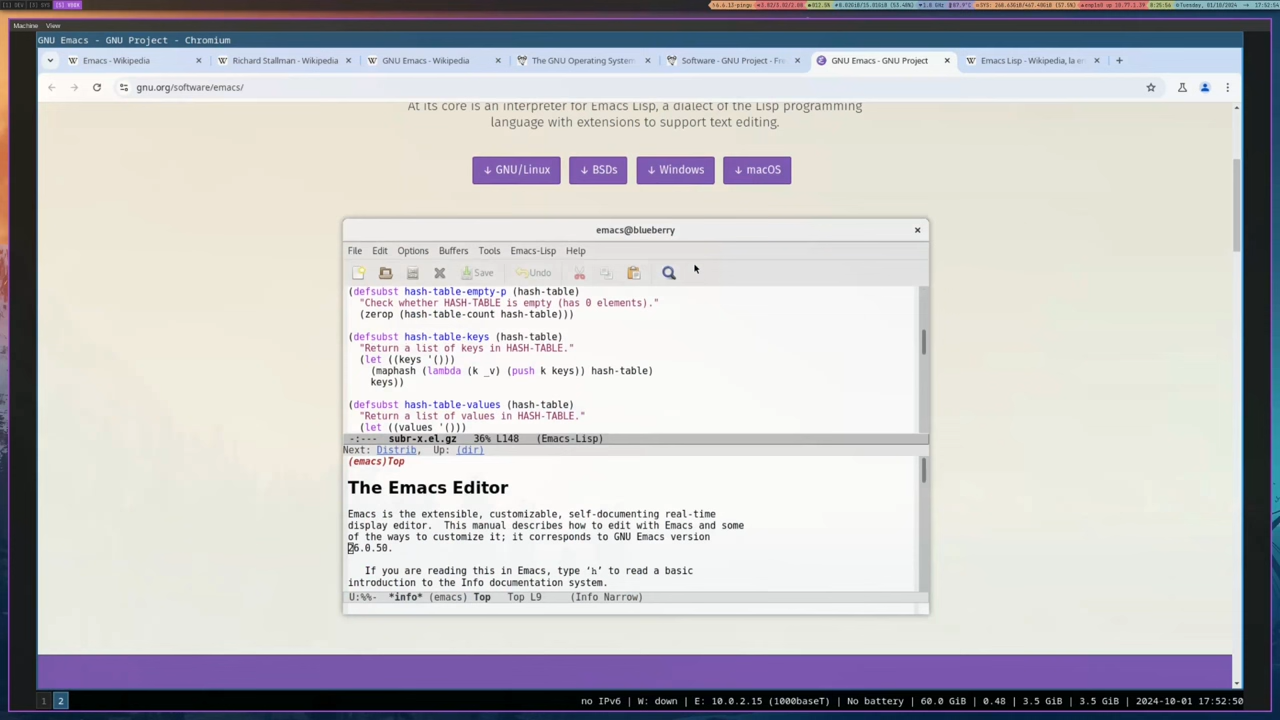 [1] DEV
[2]
[3] SYS
Machine View
GNU Emacs - GNU Project - Chromium
Emacs - Wikipedia
Richard Stallman - Wikipedia
GNU Emacs - Wikipedia
The GNU Operating System
Software - GNU Project - Fre
GNU Emacs - GNU Project
Emacs Lisp - Wikipedia, la en
gnu.org/software/emacs/
At its core is an interpreter for Emacs Lisp, a dialect of the Lisp programming
language with extensions to support text editing.
↓ GNU/Linux
↓ BSDs
↓ Windows
↓ macOS
emacs@blueberry
File Edit Options Buffers Tools Emacs-Lisp Help
Save Undo
(defsubst hash-table-empty-p (hash-table)
"Check whether HASH-TABLE is empty (has 0 elements)."
(zerop (hash-table-count hash-table)))
(defsubst hash-table-keys (hash-table)
"Return a list of keys in HASH-TABLE."
(let ((keys '()))
(maphash (lambda (k _v) (push k keys)) hash-table)
keys))
(defsubst hash-table-values (hash-table)
"Return a list of values in HASH-TABLE."
(let ((values '()))
-:--- subr-x.el.gz 36% L148 (Emacs-Lisp)
Next: Distrib, Up: (dir)
(emacs)Top
The Emacs Editor
Emacs is the extensible, customizable, self-documenting real-time
display editor. This manual describes how to edit with Emacs and some
of the ways to customize it; it corresponds to GNU Emacs version
26.0.50.
If you are reading this in Emacs, type ‘h’ to read a basic
introduction to the Info documentation system.
U:%%- *info* (emacs) Top Top L9 (Info Narrow)
1 2
no IPv6 | W: down | E: 10.0.2.15 (1000baseT) | No battery | 60.0 GiB | 0.48 | 3.5 GiB | 3.5 GiB | 2024-10-01 17:52:50